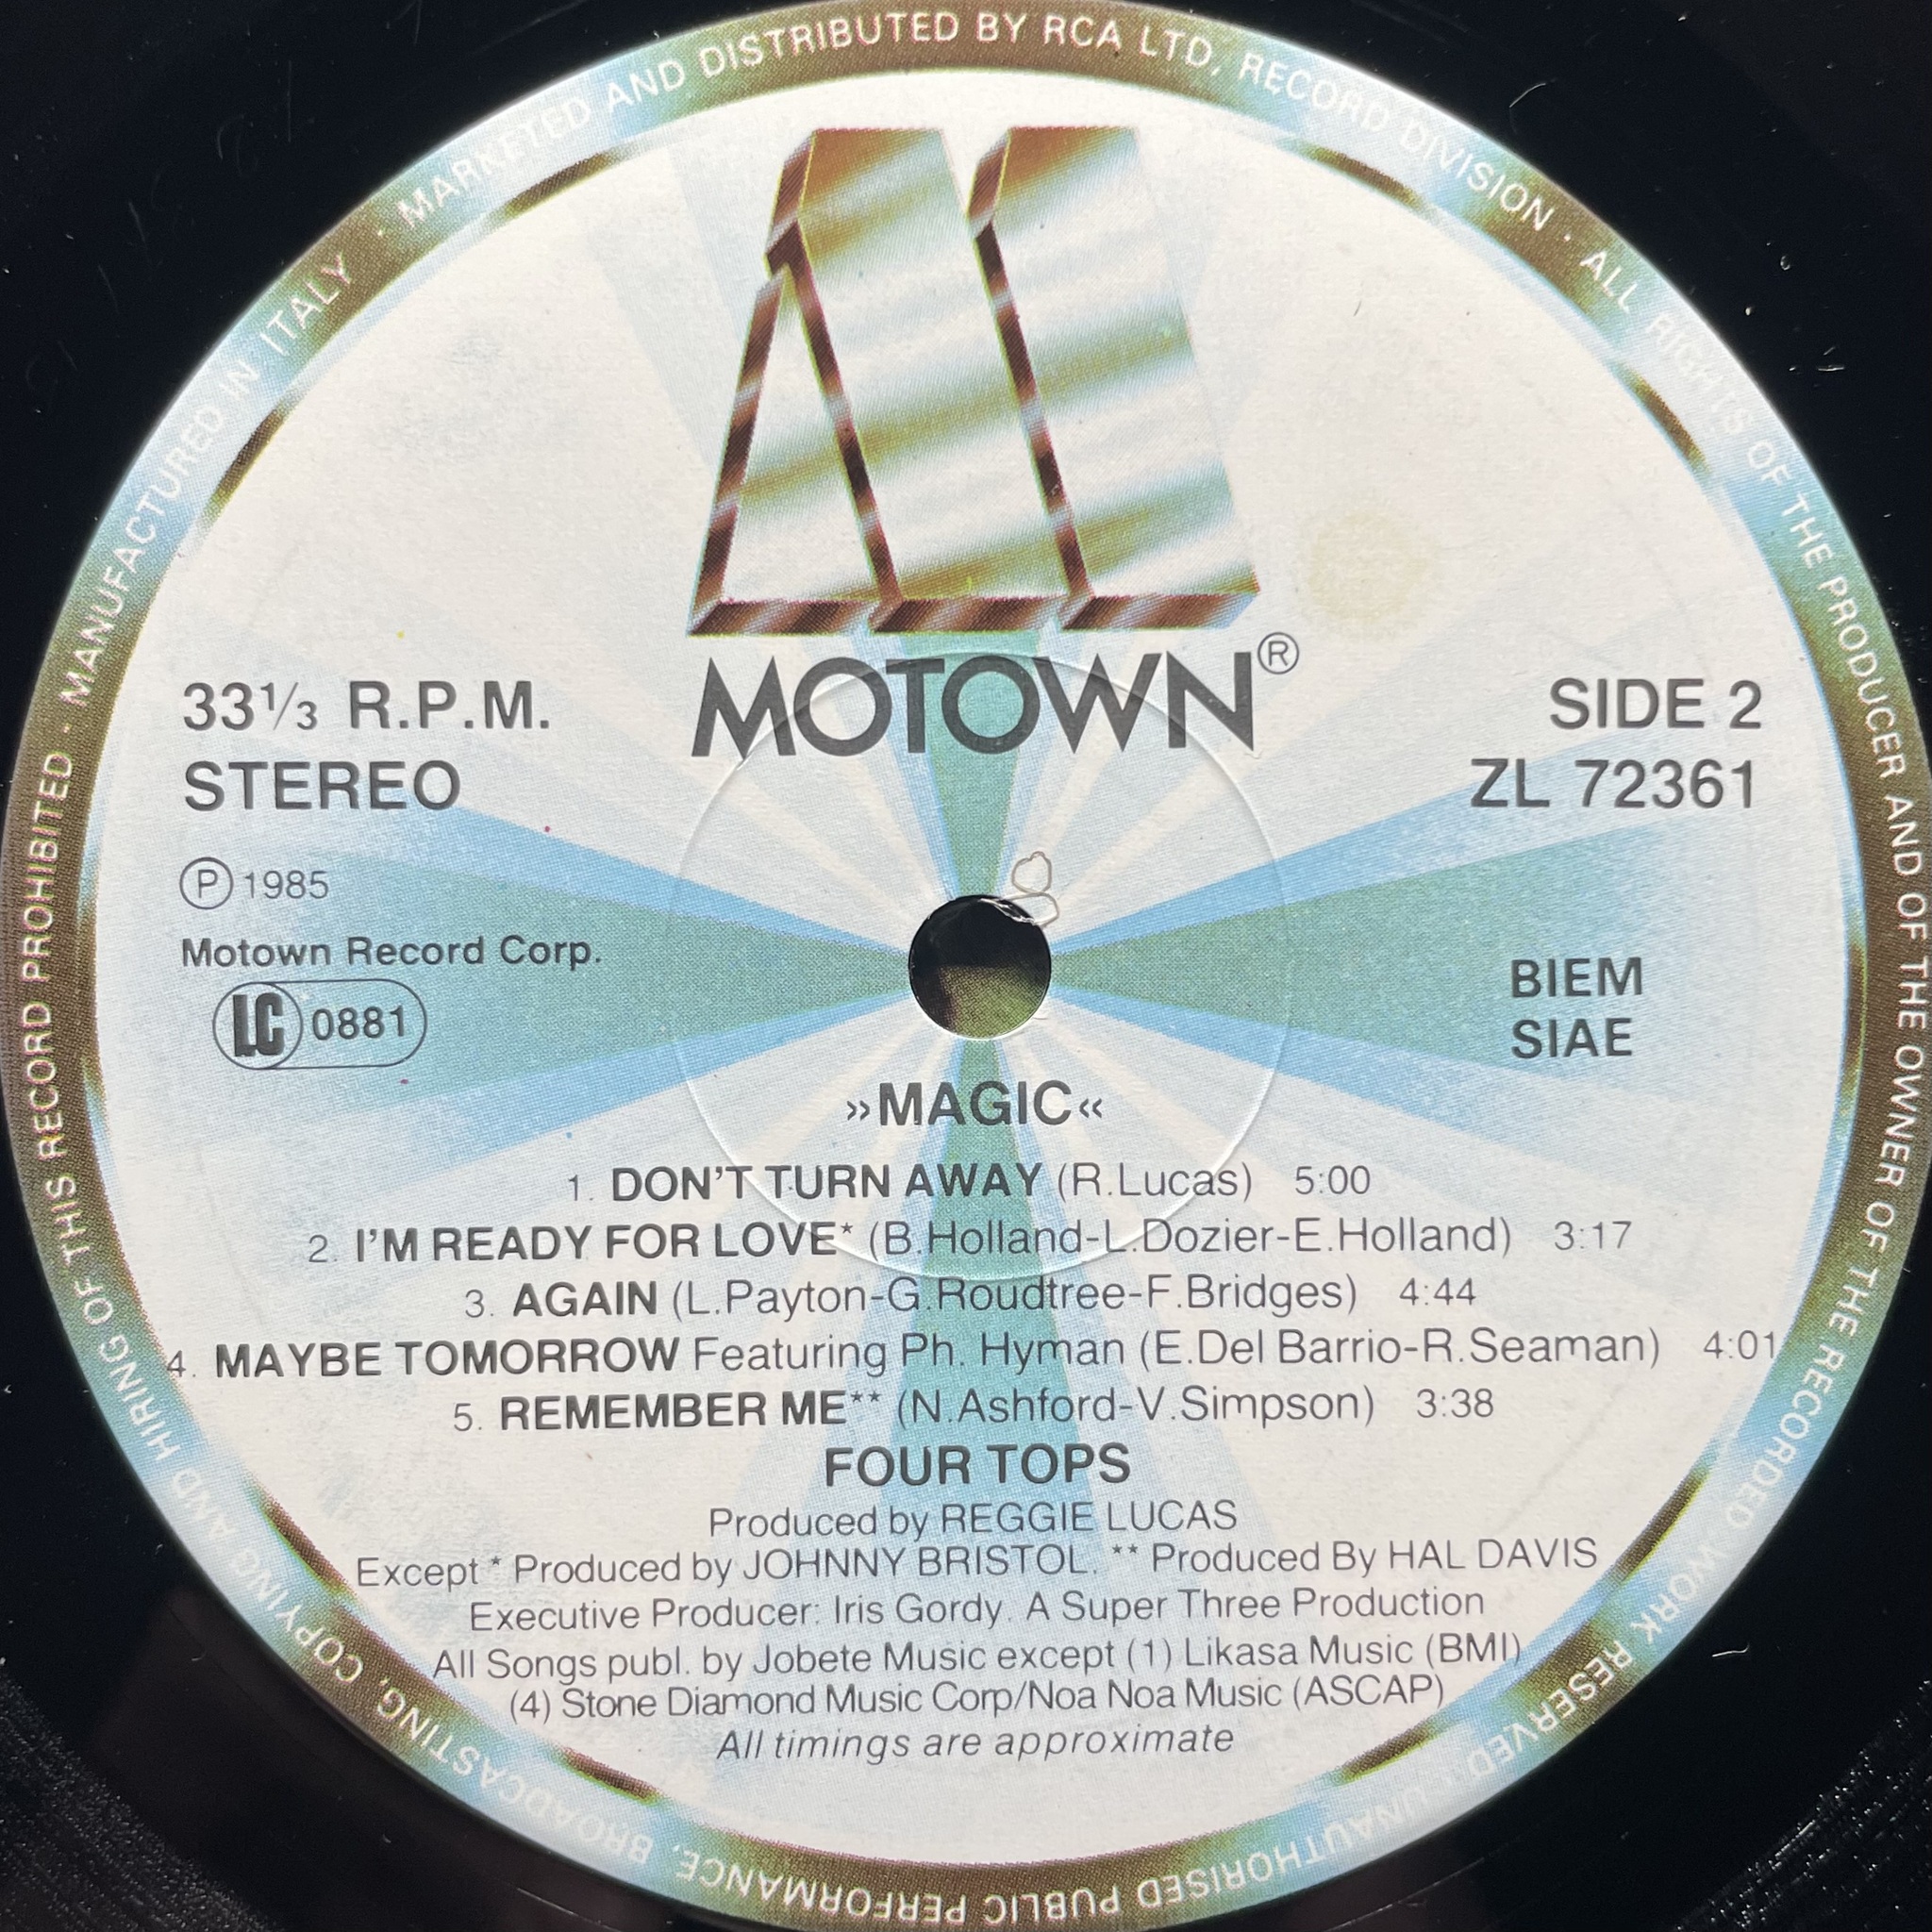 MANUFACTURED IN ITALY · MARKETED AND DISTRIBUTED BY RCA LTD, RECORD DIVISION · ALL RIGHTS OF THE PRODUCER AND OF THE OWNER OF THE RECORDED WORK RESERVED · UNAUTHORISED PUBLIC PERFORMANCE, BROADCASTING, COPYING AND HIRING OF THIS RECORD PROHIBITED ·
MOTOWN®
33⅓ R.P.M.
STEREO
SIDE 2
ZL 72361
℗ 1985
Motown Record Corp.
LC 0881
BIEM
SIAE
»MAGIC«
1. DON'T TURN AWAY (R.Lucas) 5:00
2. I'M READY FOR LOVE* (B.Holland-L.Dozier-E.Holland) 3:17
3. AGAIN (L.Payton-G.Roudtree-F.Bridges) 4:44
4. MAYBE TOMORROW Featuring Ph. Hyman (E.Del Barrio-R.Seaman) 4:01
5. REMEMBER ME** (N.Ashford-V.Simpson) 3:38
FOUR TOPS
Produced by REGGIE LUCAS
Except * Produced by JOHNNY BRISTOL. ** Produced By HAL DAVIS
Executive Producer: Iris Gordy. A Super Three Production
All Songs publ. by Jobete Music except (1) Likasa Music (BMI)
(4) Stone Diamond Music Corp/Noa Noa Music (ASCAP)
All timings are approximate